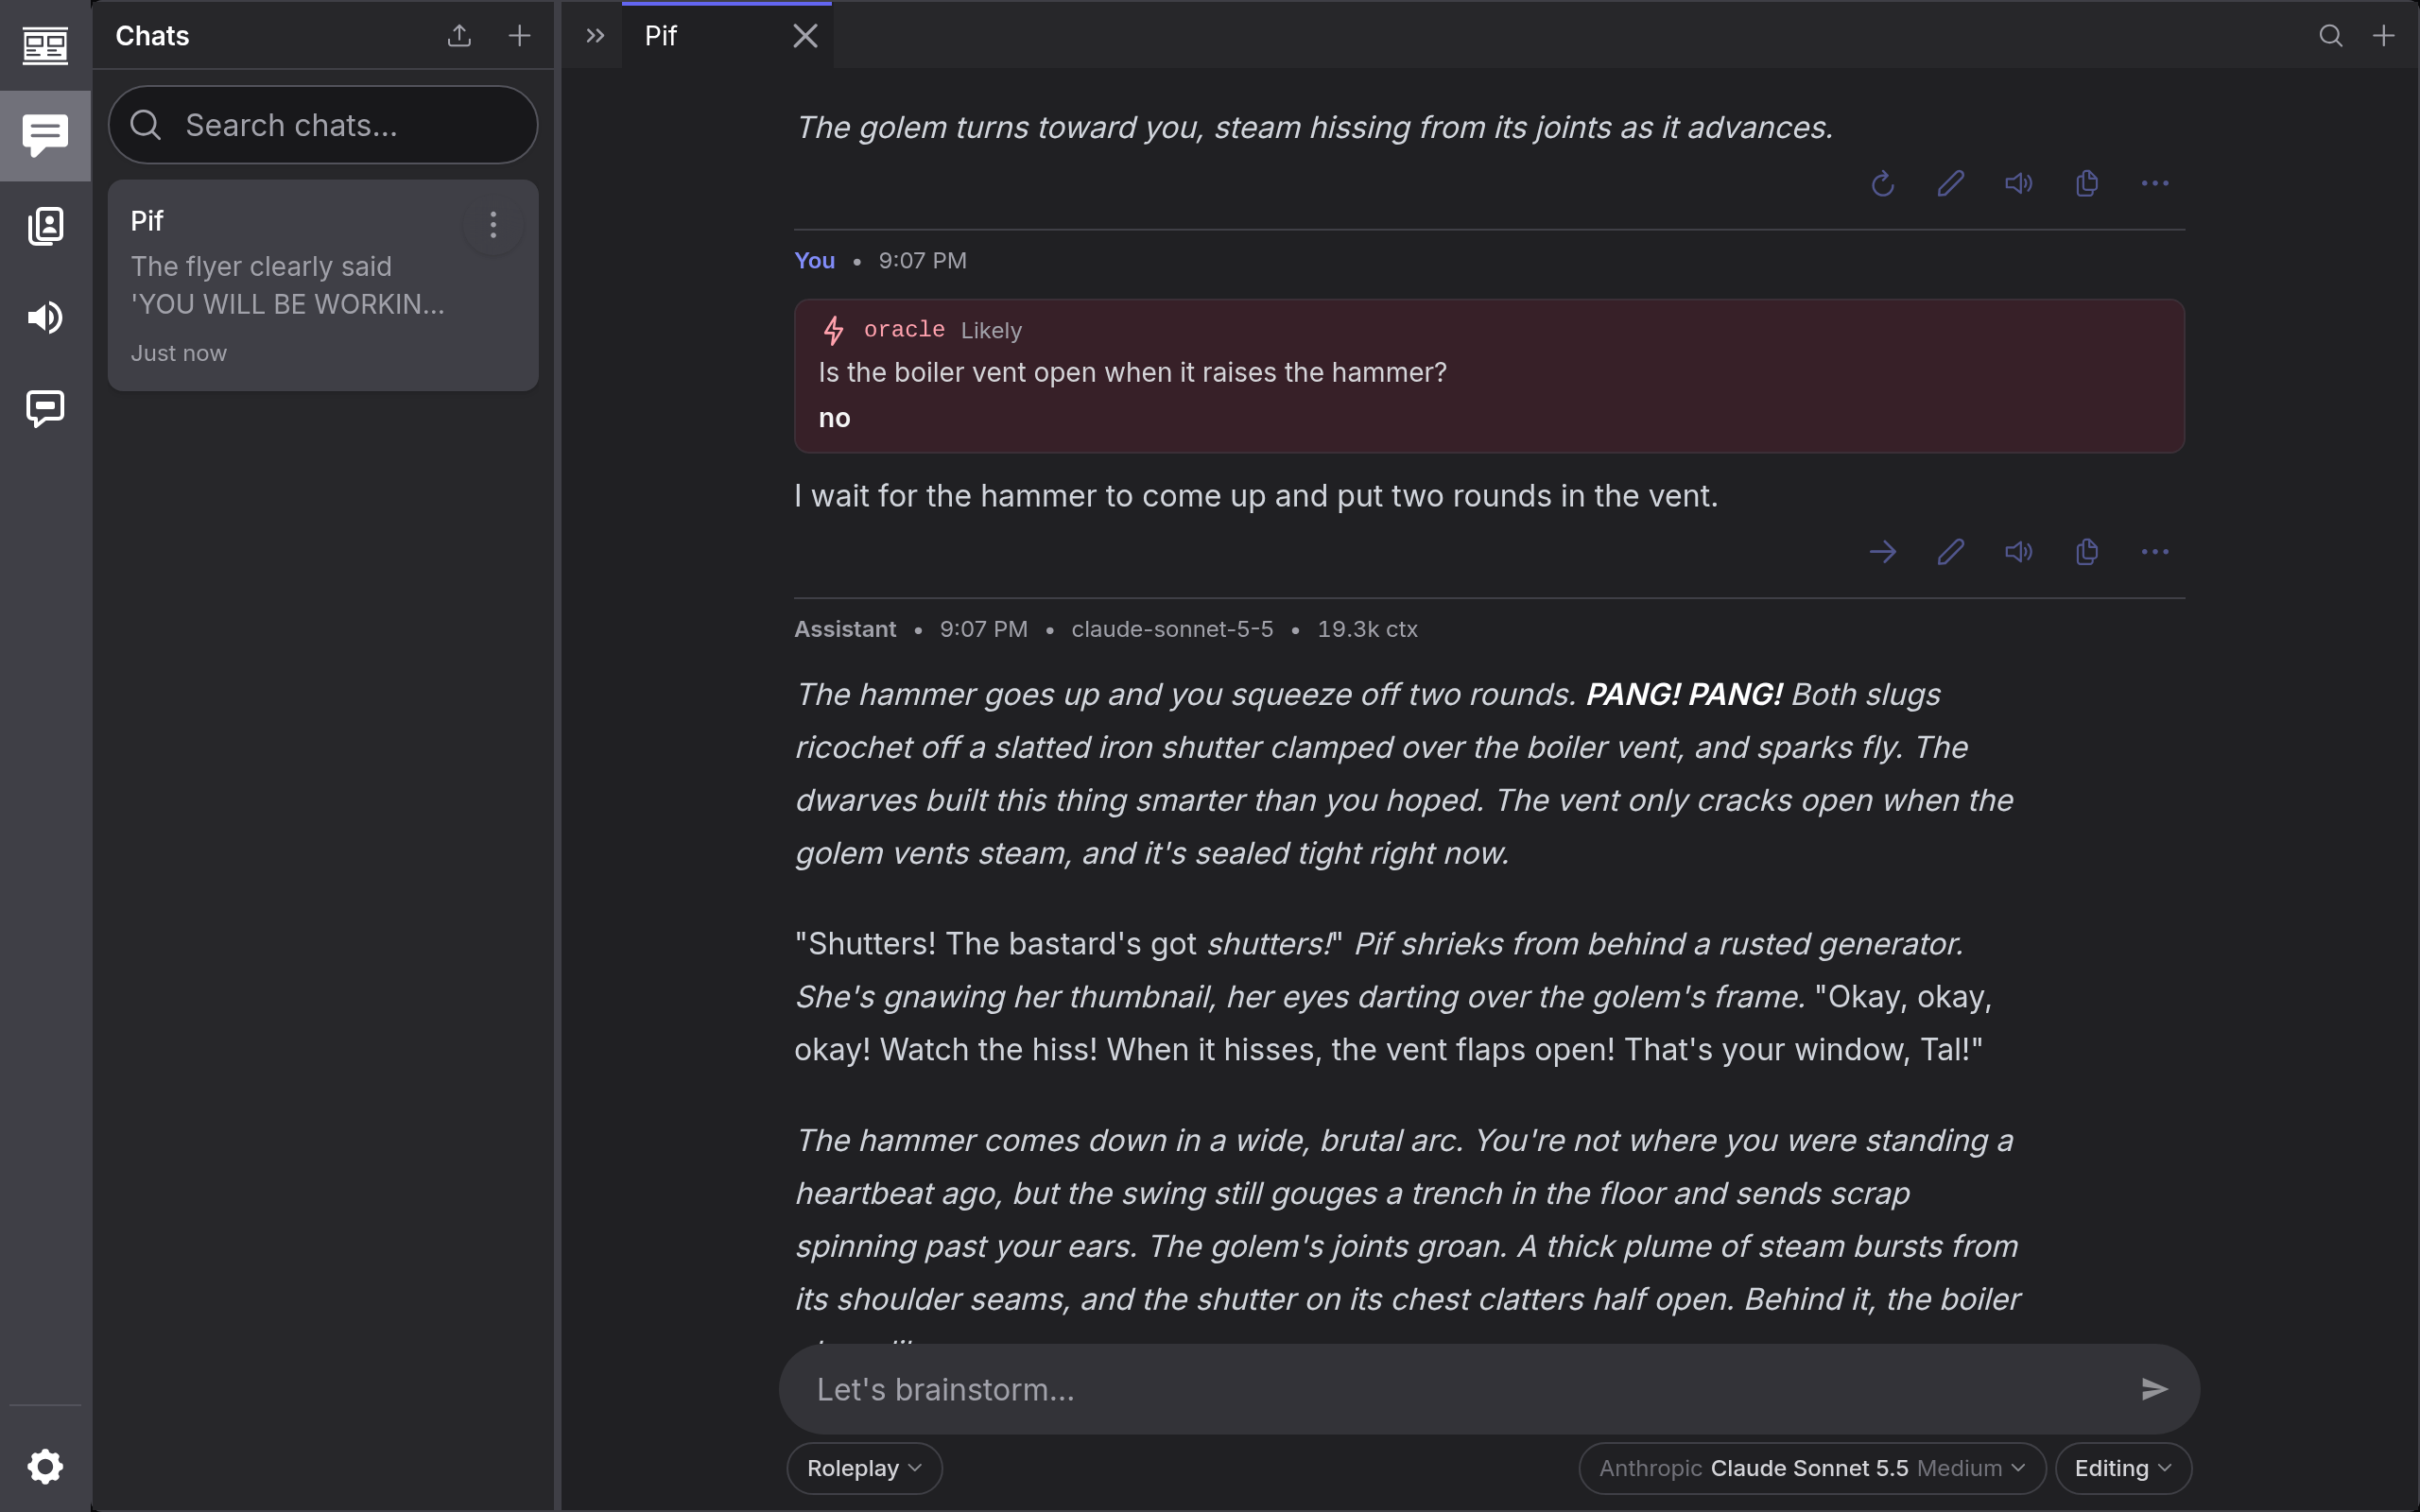 Chats
Search chats...
Pif
The flyer clearly said
'YOU WILL BE WORKIN...
Just now
Pif
The golem turns toward you, steam hissing from its joints as it advances.
You • 9:07 PM
oracle Likely
Is the boiler vent open when it raises the hammer?
no
I wait for the hammer to come up and put two rounds in the vent.
Assistant • 9:07 PM • claude-sonnet-5-5 • 19.3k ctx
The hammer goes up and you squeeze off two rounds. PANG! PANG! Both slugs
ricochet off a slatted iron shutter clamped over the boiler vent, and sparks fly. The
dwarves built this thing smarter than you hoped. The vent only cracks open when the
golem vents steam, and it's sealed tight right now.
"Shutters! The bastard's got shutters!" Pif shrieks from behind a rusted generator.
She's gnawing her thumbnail, her eyes darting over the golem's frame. "Okay, okay,
okay! Watch the hiss! When it hisses, the vent flaps open! That's your window, Tal!"
The hammer comes down in a wide, brutal arc. You're not where you were standing a
heartbeat ago, but the swing still gouges a trench in the floor and sends scrap
spinning past your ears. The golem's joints groan. A thick plume of steam bursts from
its shoulder seams, and the shutter on its chest clatters half open. Behind it, the boiler
Let's brainstorm...
Roleplay
Anthropic Claude Sonnet 5.5 Medium
Editing